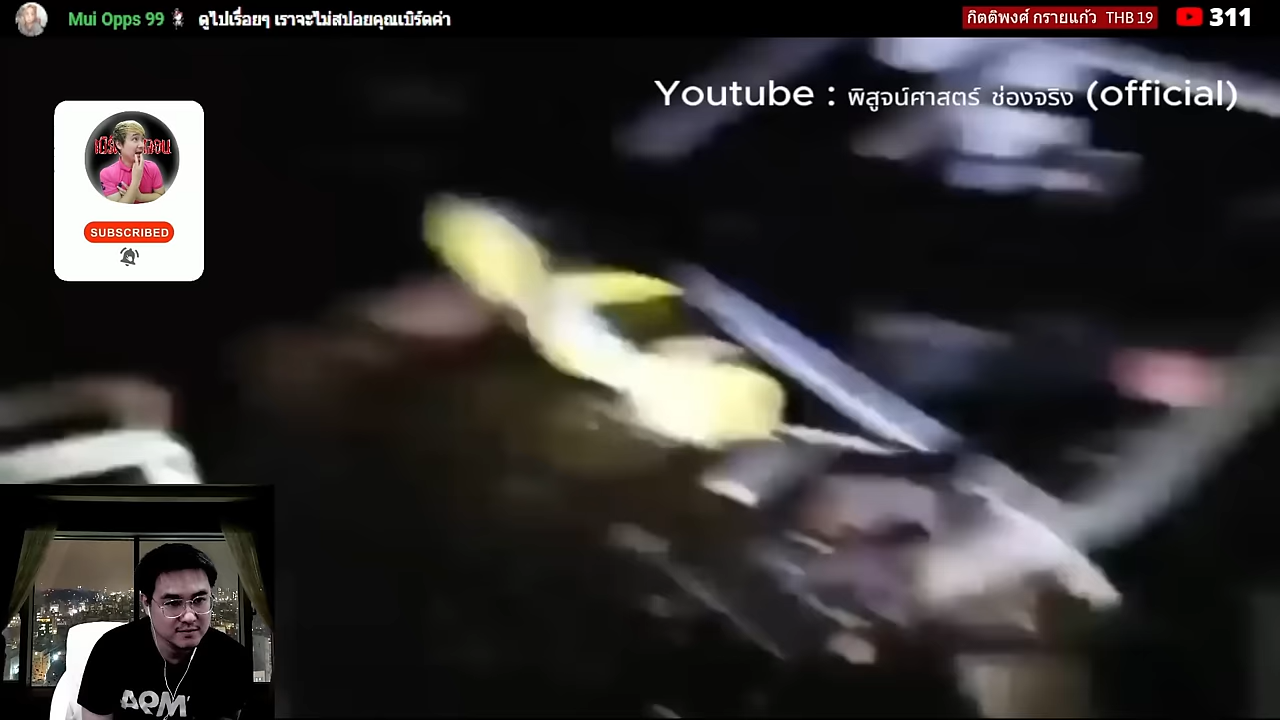 Mui Opps 99 ดูไปเรื่อยๆ เราจะไม่สปอยคุณเบิร์ดค่ำ
กิตติพงศ์ กรายแก้ว THB 19
311
Youtube : พิสูจน์ศาสตร์ ช่องจริง (official)
SUBSCRIBED